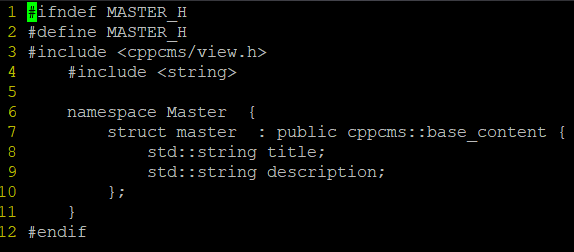 1 #ifndef MASTER_H
2 #define MASTER_H
3 #include <cppcms/view.h>
4     #include <string>
5
6     namespace Master  {
7         struct master  : public cppcms::base_content {
8             std::string title;
9             std::string description;
10         };
11     }
12 #endif